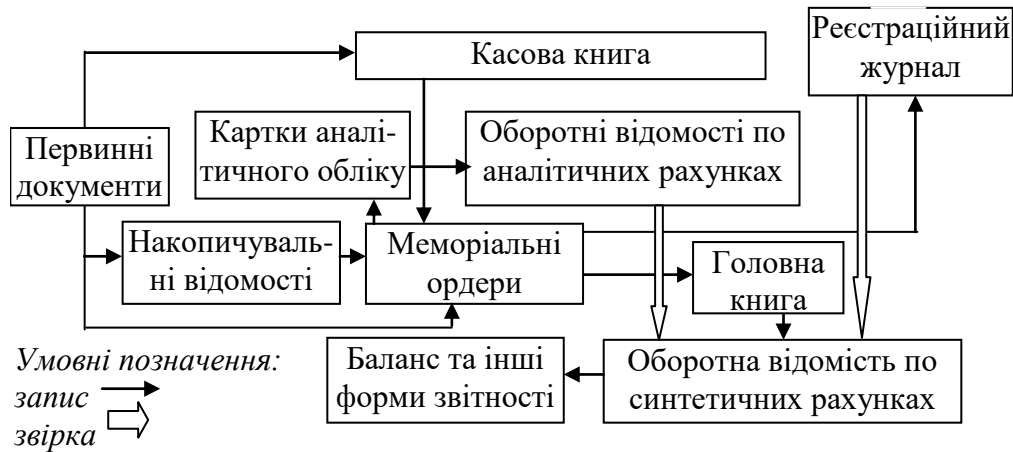 Реєстраційний
журнал
Касова книга
Первинні
документи
Картки аналі-
тичного обліку
Оборотні відомості по
аналітичних рахунках
Накопичуваль-
ні відомості
Меморіальні
ордери
Головна
книга
Умовні позначення:
запис
звірка
Баланс та інші
форми звітності
Оборотна відомість по
синтетичних рахунках